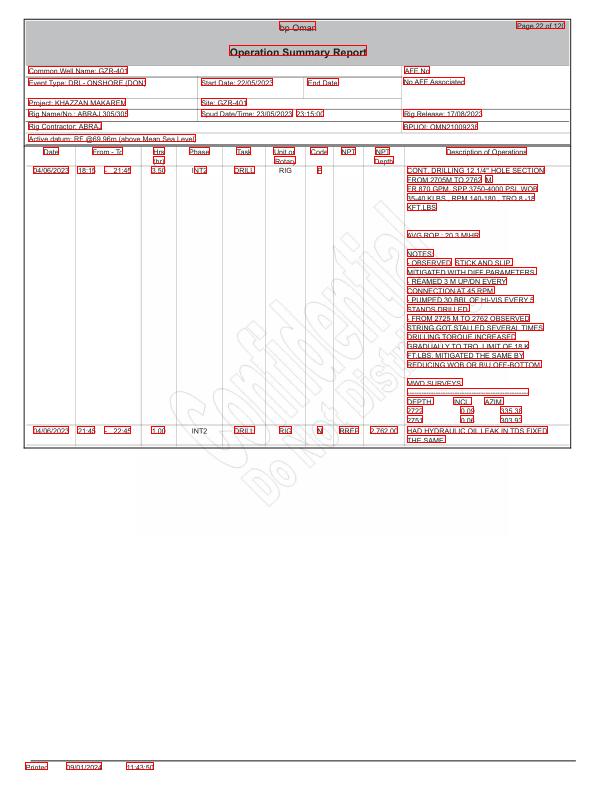 bp Oman
Page 22 of 120
Operation Summary Report
Common Well Name: GZR-401
AFE No
Event Type: DRL- ONSHORE (DON)
Start Date: 22/05/2023
End Date:
No AFE Associated
Project: KHAZZAN MAKAREM
Site: GZR-401
Rig Name/No.: ABRAJ 305/305
Spud Date/Time: 23/05/2023 23:15:00
Rig Release: 17/08/2023
Rig Contractor: ABRAJ
BPUOI: OMN21009236
Active datum: RF @69.96m (above Mean Sea Level)
Date From - To Hrs (hr) Phase Task Unit or Rotary Code NPT NPT Depth Description of Operations
04/06/2023 18:15 - 21:45 3.50 INT2 DRILL RIG P CONT. DRILLING 12.1/4" HOLE SECTION
FROM 2705M TO 2762 M
FR 870 GPM, SPP 3750-4000 PSI, WOB
35-40 KLBS , RPM 140-180 , TRQ 8 -18
KFT.LBS
AVG ROP : 20.3 M/HR
NOTES:
- OBSERVED STICK AND SLIP,
MITIGATED WITH DIFF PARAMETERS.
- REAMED 3 M UP/DN EVERY
CONNECTION AT 45 RPM.
- PUMPED 30 BBL OF HI-VIS EVERY 5
STANDS DRILLED.
- FROM 2725 M TO 2762 OBSERVED
STRING GOT STALLED SEVERAL TIMES
DRILLING TORQUE INCREASED
GRADUALLY TO TRQ. LIMIT OF 18 K
FT.LBS. MITIGATED THE SAME BY
REDUCING WOB OR P/U OFF-BOTTOM.
MWD SURVEYS
DEPTH INCL AZIM
2722 0.09 335.38
2751 0.06 303.92
04/06/2023 21:45 - 22:45 1.00 INT2 DRILL RIG N RREP 2,762.00 HAD HYDRAULIC OIL LEAK IN TDS FIXED
THE SAME.
Confidential
Printed 09/01/2024 11:43:50